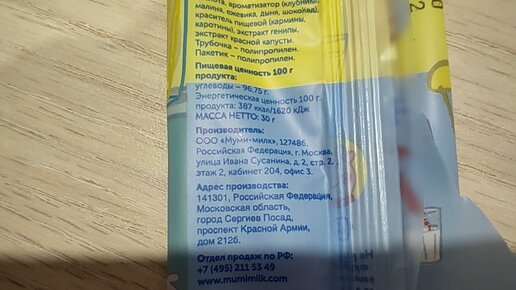 ота, ароматизатор (клубник
малина, ежевика, дыня, шоколад),
краситель пищевой (кармины,
каротины), экстракт генипы,
экстракт красной капусты.
Трубочка – полипропилен.
Пакетик – полипропилен.
Пищевая ценность 100 г
продукта:
углеводы – 96,75 г.
Энергетическая ценность 100 г.
продукта: 387 ккал/1620 кДж
МАССА НЕТТО: 30 г
Производитель:
ООО «Муми-милк», 127486,
Российская Федерация, г. Москва,
улица Ивана Сусанина, д. 2, стр. 2,
этаж 2, кабинет 204, офис 3.
Адрес производства:
141301, Российская Федерация,
Московская область,
город Сергиев Посад,
проспект Красной Армии,
дом 212б.
Отдел продаж по РФ:
+7 (495) 211 53 49
www.mumimilk.com